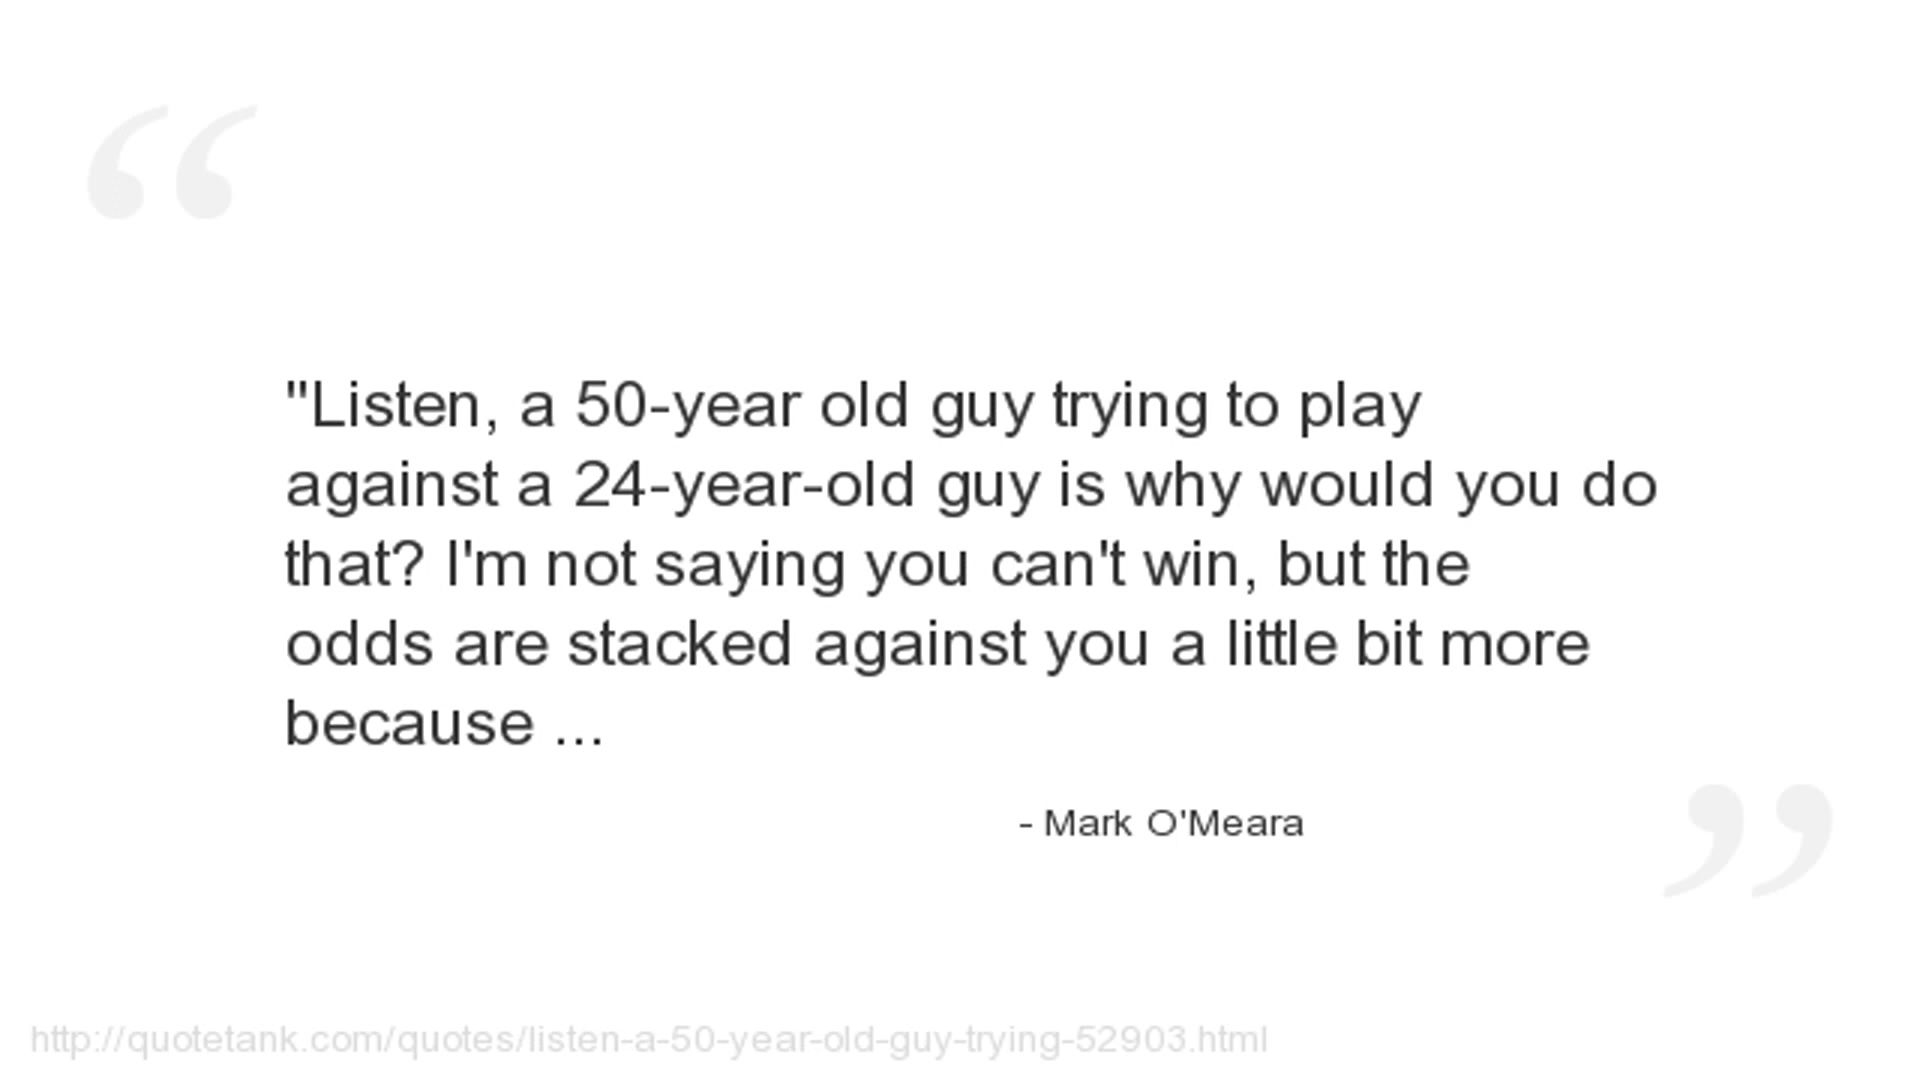 "Listen, a 50-year old guy trying to play
against a 24-year-old guy is why would you do
that? I'm not saying you can't win, but the
odds are stacked against you a little bit more
because ...
- Mark O'Meara
http://quotetank.com/quotes/listen-a-50-year-old-guy-trying-52903.html